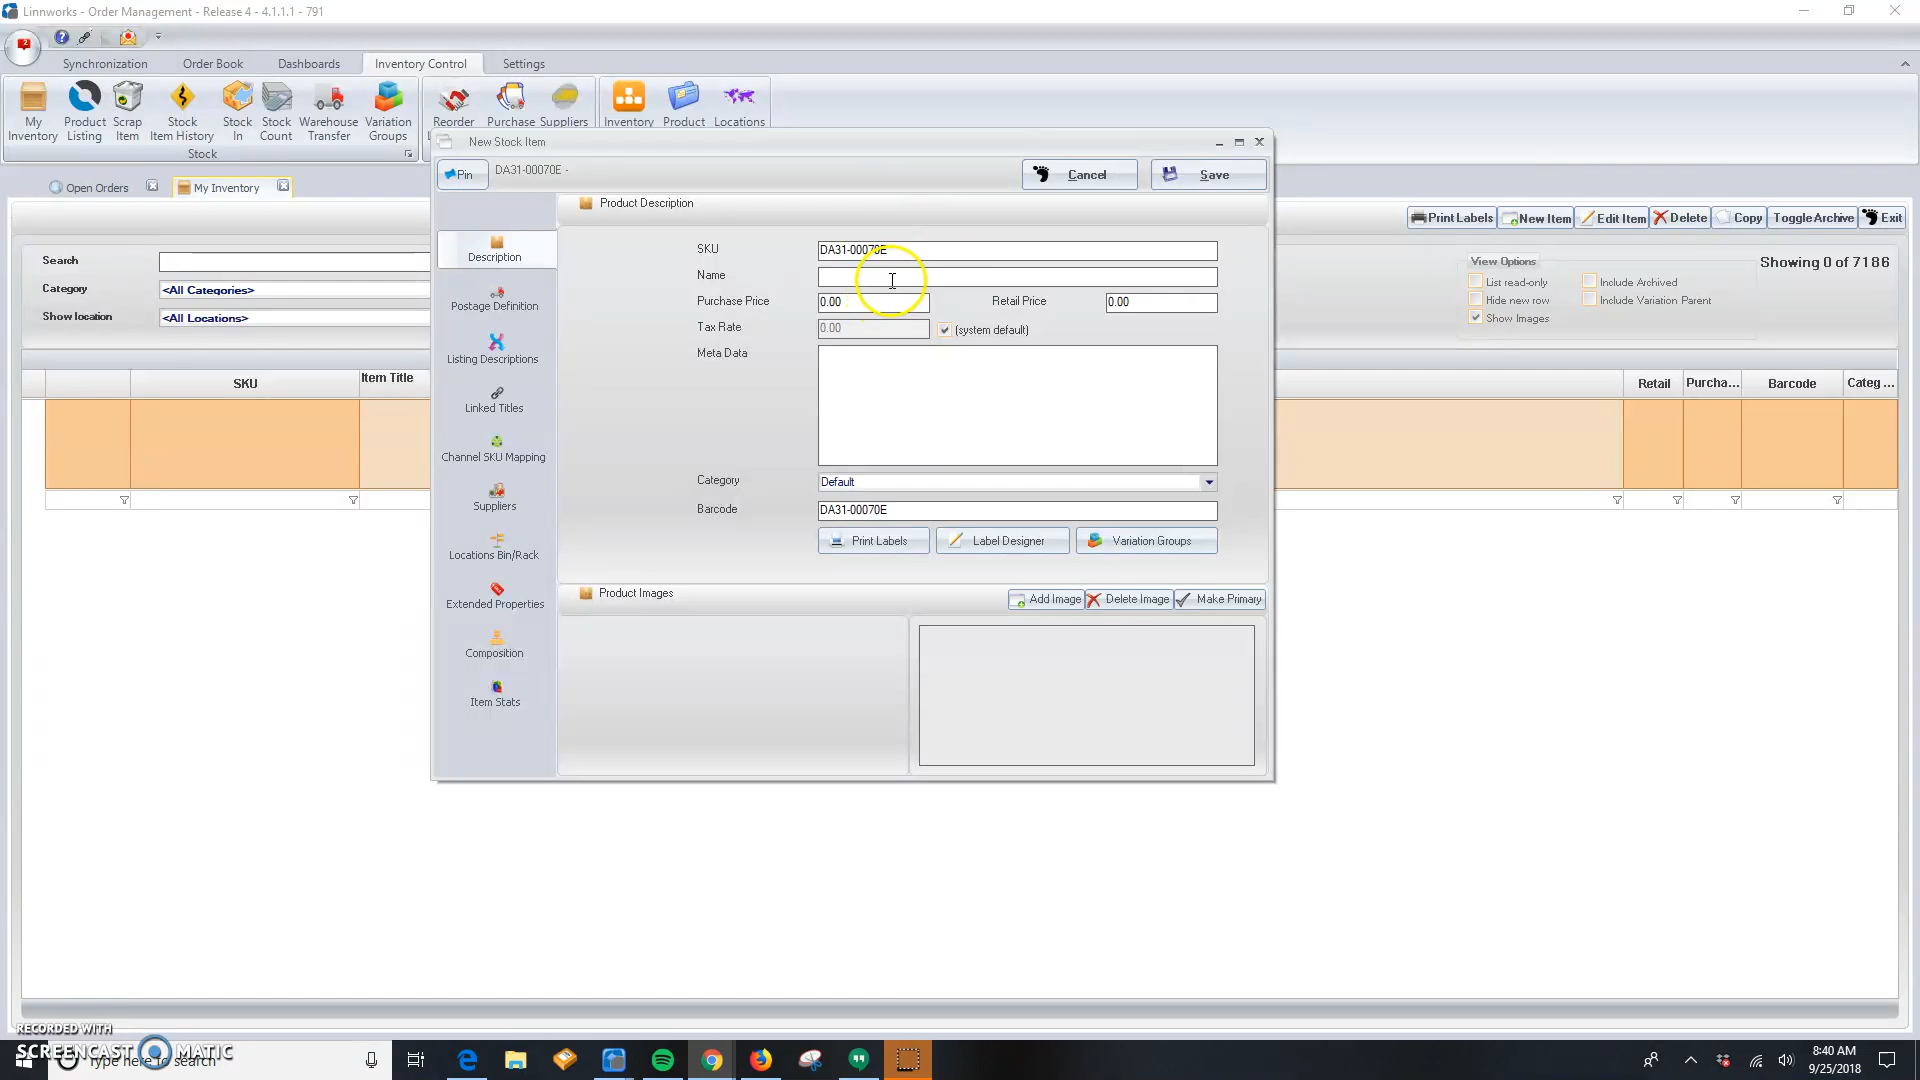 Linnworks - Order Management - Release 4 - 4.1.1.1 - 791
Synchronization Order Book Dashboards Inventory Control Settings
My Inventory
Product Listing
Scrap Item
Stock Item History
Stock In
Stock Count
Warehouse Transfer
Variation Groups
Reorder
Purchase
Suppliers
Inventory
Product
Locations
Stock
New Stock Item
Pin
DA31-00070E -
Cancel
Save
Open Orders
My Inventory
Product Description
Print Labels New Item Edit Item Delete Copy Toggle Archive Exit
Search
Category <All Categories>
Show location <All Locations>
View Options
List read-only
Include Archived
Hide new row
Include Variation Parent
Show Images
Showing 0 of 7186
SKU
Item Title
Retail
Purcha...
Barcode
Categ ...
Description
Postage Definition
Listing Descriptions
Linked Titles
Channel SKU Mapping
Suppliers
Locations Bin/Rack
Extended Properties
Composition
Item Stats
SKU DA31-00070E
Name
Purchase Price 0.00 Retail Price 0.00
Tax Rate 0.00 (system default)
Meta Data
Category Default
Barcode DA31-00070E
Print Labels Label Designer Variation Groups
Product Images
Add Image Delete Image Make Primary
RECORDED WITH
SCREENCAST MATIC
Type here to search
8:40 AM
9/25/2018